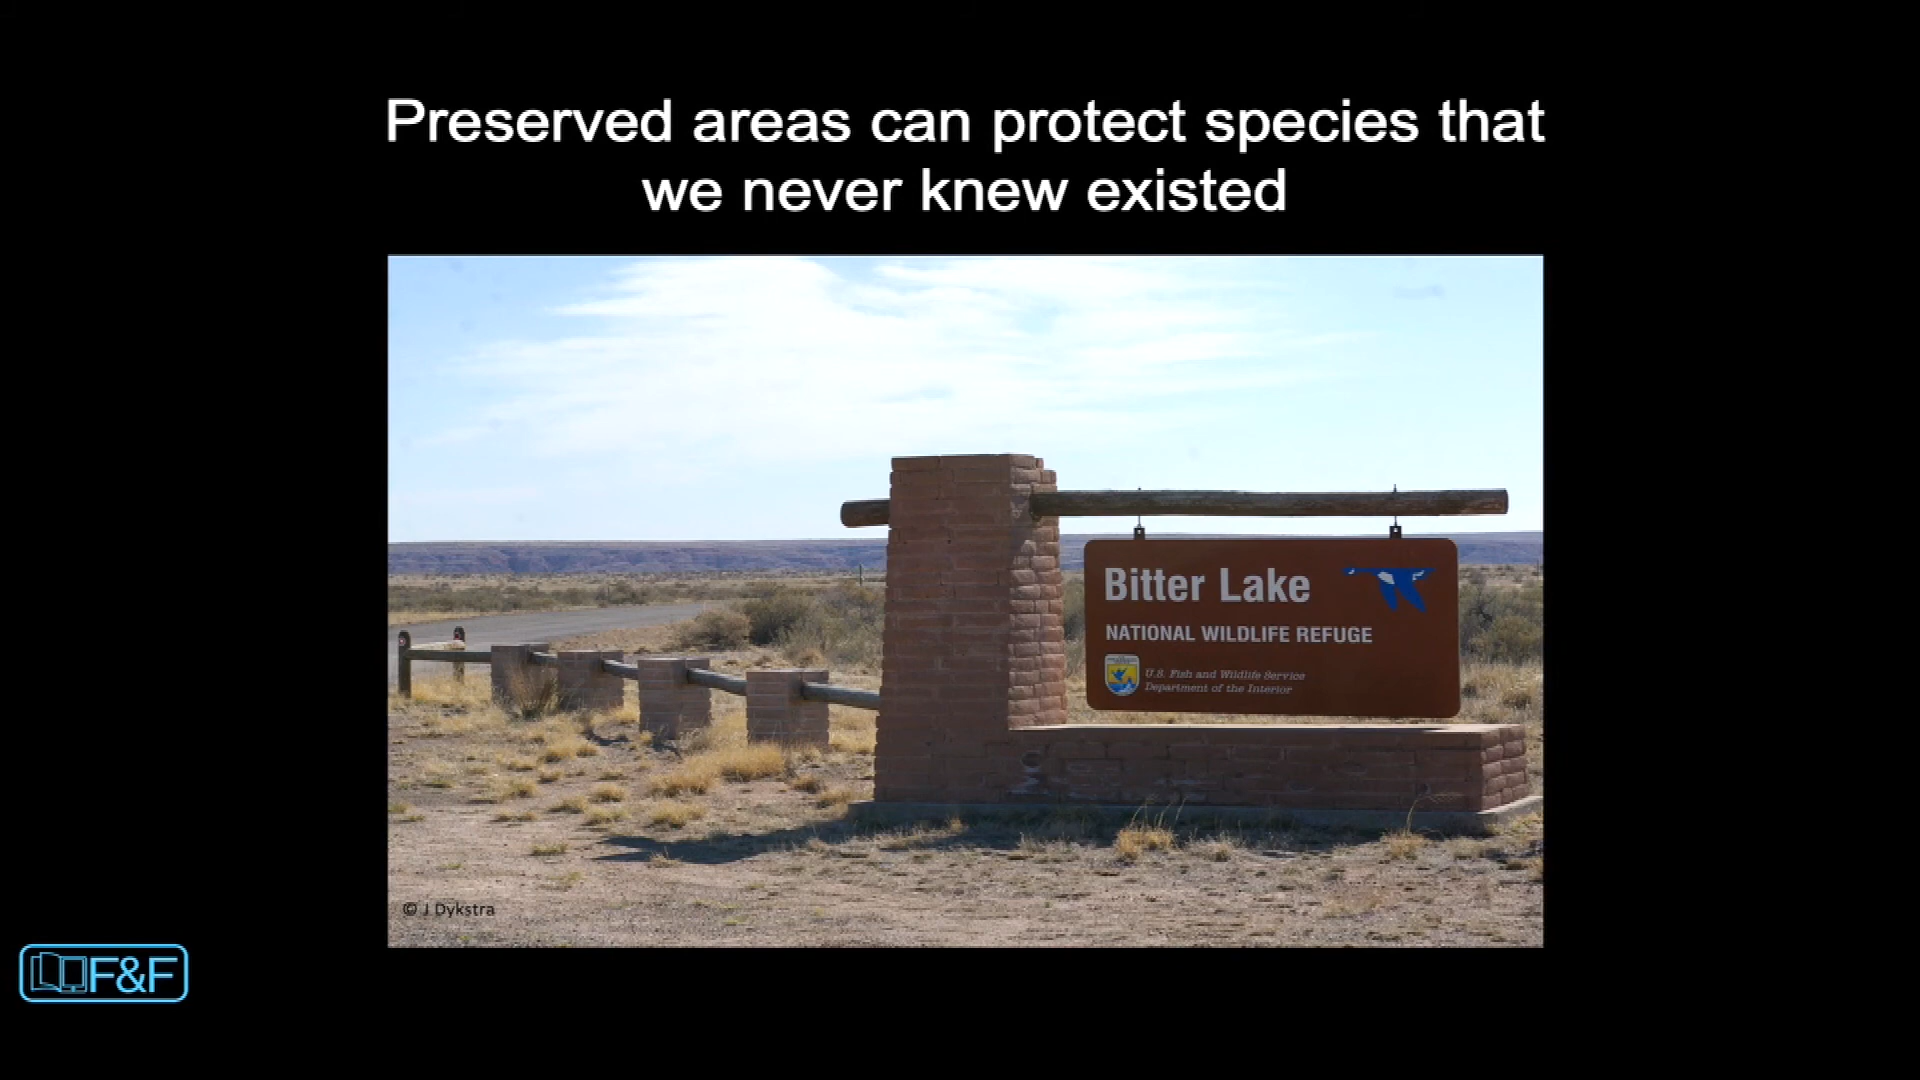 Preserved areas can protect species that
we never knew existed
Bitter Lake
NATIONAL WILDLIFE REFUGE
U.S. Fish and Wildlife Service
Department of the Interior
© J Dykstra
F&F